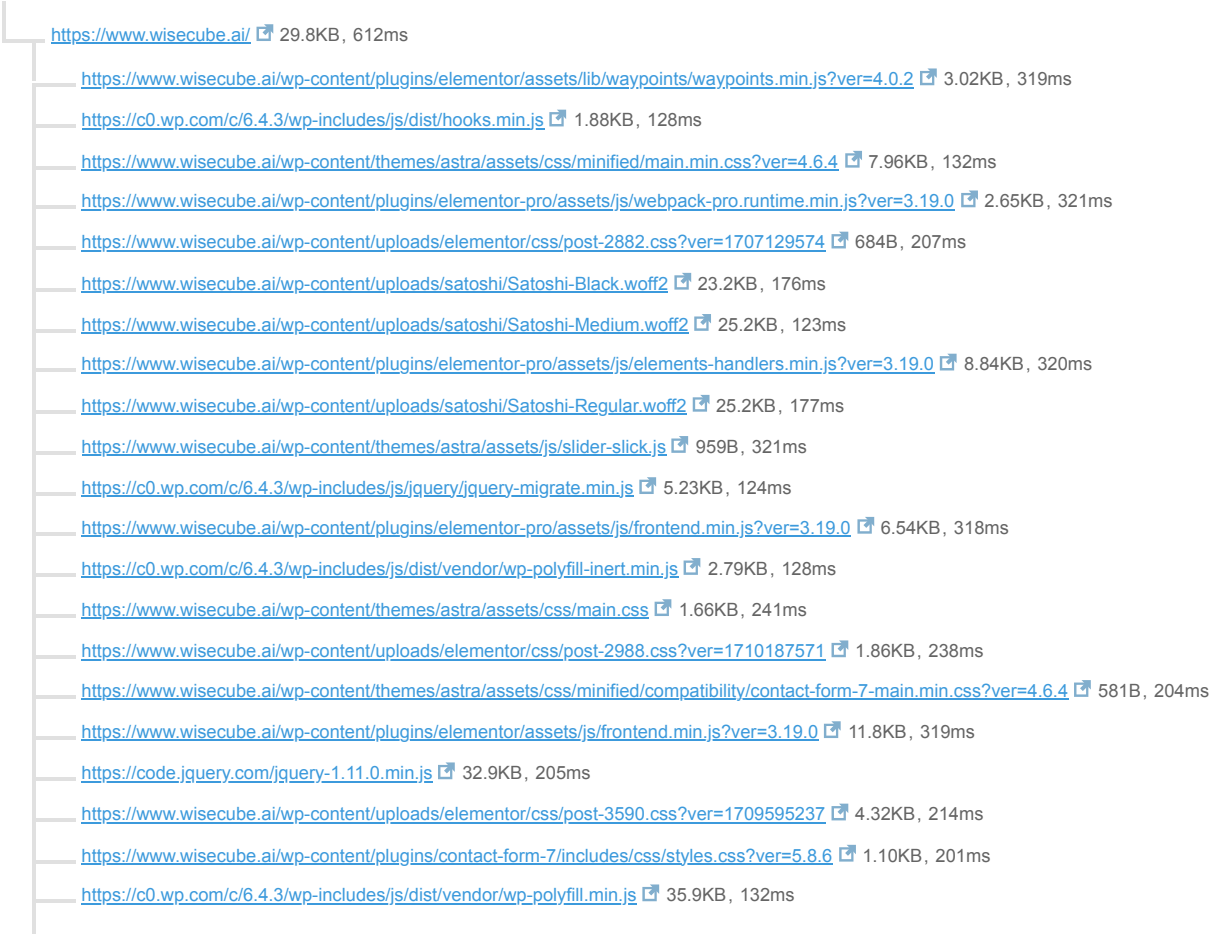 https://www.wisecube.ai/ 29.8KB, 612ms
https://www.wisecube.ai/wp-content/plugins/elementor/assets/lib/waypoints/waypoints.min.js?ver=4.0.2 3.02KB, 319ms
https://c0.wp.com/c/6.4.3/wp-includes/js/dist/hooks.min.js 1.88KB, 128ms
https://www.wisecube.ai/wp-content/themes/astra/assets/css/minified/main.min.css?ver=4.6.4 7.96KB, 132ms
https://www.wisecube.ai/wp-content/plugins/elementor-pro/assets/js/webpack-pro.runtime.min.js?ver=3.19.0 2.65KB, 321ms
https://www.wisecube.ai/wp-content/uploads/elementor/css/post-2882.css?ver=1707129574 684B, 207ms
https://www.wisecube.ai/wp-content/uploads/satoshi/Satoshi-Black.woff2 23.2KB, 176ms
https://www.wisecube.ai/wp-content/uploads/satoshi/Satoshi-Medium.woff2 25.2KB, 123ms
https://www.wisecube.ai/wp-content/plugins/elementor-pro/assets/js/elements-handlers.min.js?ver=3.19.0 8.84KB, 320ms
https://www.wisecube.ai/wp-content/uploads/satoshi/Satoshi-Regular.woff2 25.2KB, 177ms
https://www.wisecube.ai/wp-content/themes/astra/assets/js/slider-slick.js 959B, 321ms
https://c0.wp.com/c/6.4.3/wp-includes/js/jquery/jquery-migrate.min.js 5.23KB, 124ms
https://www.wisecube.ai/wp-content/plugins/elementor-pro/assets/js/frontend.min.js?ver=3.19.0 6.54KB, 318ms
https://c0.wp.com/c/6.4.3/wp-includes/js/dist/vendor/wp-polyfill-inert.min.js 2.79KB, 128ms
https://www.wisecube.ai/wp-content/themes/astra/assets/css/main.css 1.66KB, 241ms
https://www.wisecube.ai/wp-content/uploads/elementor/css/post-2988.css?ver=1710187571 1.86KB, 238ms
https://www.wisecube.ai/wp-content/themes/astra/assets/css/minified/compatibility/contact-form-7-main.min.css?ver=4.6.4 581B, 204ms
https://www.wisecube.ai/wp-content/plugins/elementor/assets/js/frontend.min.js?ver=3.19.0 11.8KB, 319ms
https://code.jquery.com/jquery-1.11.0.min.js 32.9KB, 205ms
https://www.wisecube.ai/wp-content/uploads/elementor/css/post-3590.css?ver=1709595237 4.32KB, 214ms
https://www.wisecube.ai/wp-content/plugins/contact-form-7/includes/css/styles.css?ver=5.8.6 1.10KB, 201ms
https://c0.wp.com/c/6.4.3/wp-includes/js/dist/vendor/wp-polyfill.min.js 35.9KB, 132ms